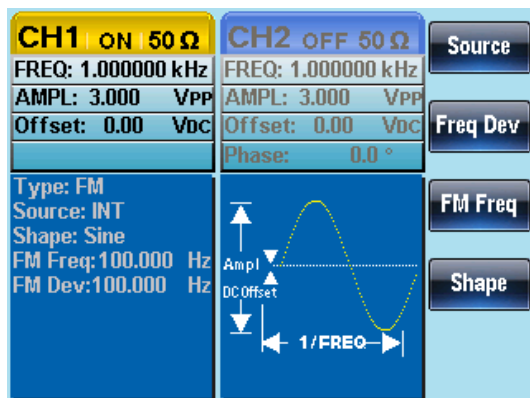 CH1 ON 50 Ω
FREQ: 1.000000 kHz
AMPL: 3.000 VPP
Offset: 0.00 VDC
CH2 OFF 50 Ω
FREQ: 1.000000 kHz
AMPL: 3.000 VPP
Offset: 0.00 VDC
Phase: 0.0 °
Type: FM
Source: INT
Shape: Sine
FM Freq:100.000 Hz
FM Dev:100.000 Hz
Ampl
DC Offset
1/FREQ
Source
Freq Dev
FM Freq
Shape